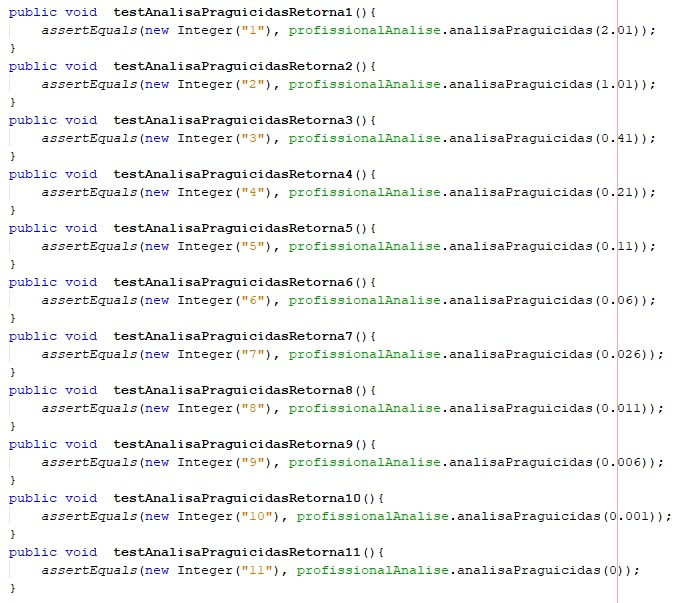 public void  testAnalisaPraguicidasRetorna1(){
    assertEquals(new Integer("1"), profissionalAnalise.analisaPraguicidas(2.01));
}
public void  testAnalisaPraguicidasRetorna2(){
    assertEquals(new Integer("2"), profissionalAnalise.analisaPraguicidas(1.01));
}
public void  testAnalisaPraguicidasRetorna3(){
    assertEquals(new Integer("3"), profissionalAnalise.analisaPraguicidas(0.41));
}
public void  testAnalisaPraguicidasRetorna4(){
    assertEquals(new Integer("4"), profissionalAnalise.analisaPraguicidas(0.21));
}
public void  testAnalisaPraguicidasRetorna5(){
    assertEquals(new Integer("5"), profissionalAnalise.analisaPraguicidas(0.11));
}
public void  testAnalisaPraguicidasRetorna6(){
    assertEquals(new Integer("6"), profissionalAnalise.analisaPraguicidas(0.06));
}
public void  testAnalisaPraguicidasRetorna7(){
    assertEquals(new Integer("7"), profissionalAnalise.analisaPraguicidas(0.026));
}
public void  testAnalisaPraguicidasRetorna8(){
    assertEquals(new Integer("8"), profissionalAnalise.analisaPraguicidas(0.011));
}
public void  testAnalisaPraguicidasRetorna9(){
    assertEquals(new Integer("9"), profissionalAnalise.analisaPraguicidas(0.006));
}
public void  testAnalisaPraguicidasRetorna10(){
    assertEquals(new Integer("10"), profissionalAnalise.analisaPraguicidas(0.001));
}
public void  testAnalisaPraguicidasRetorna11(){
    assertEquals(new Integer("11"), profissionalAnalise.analisaPraguicidas(0));
}